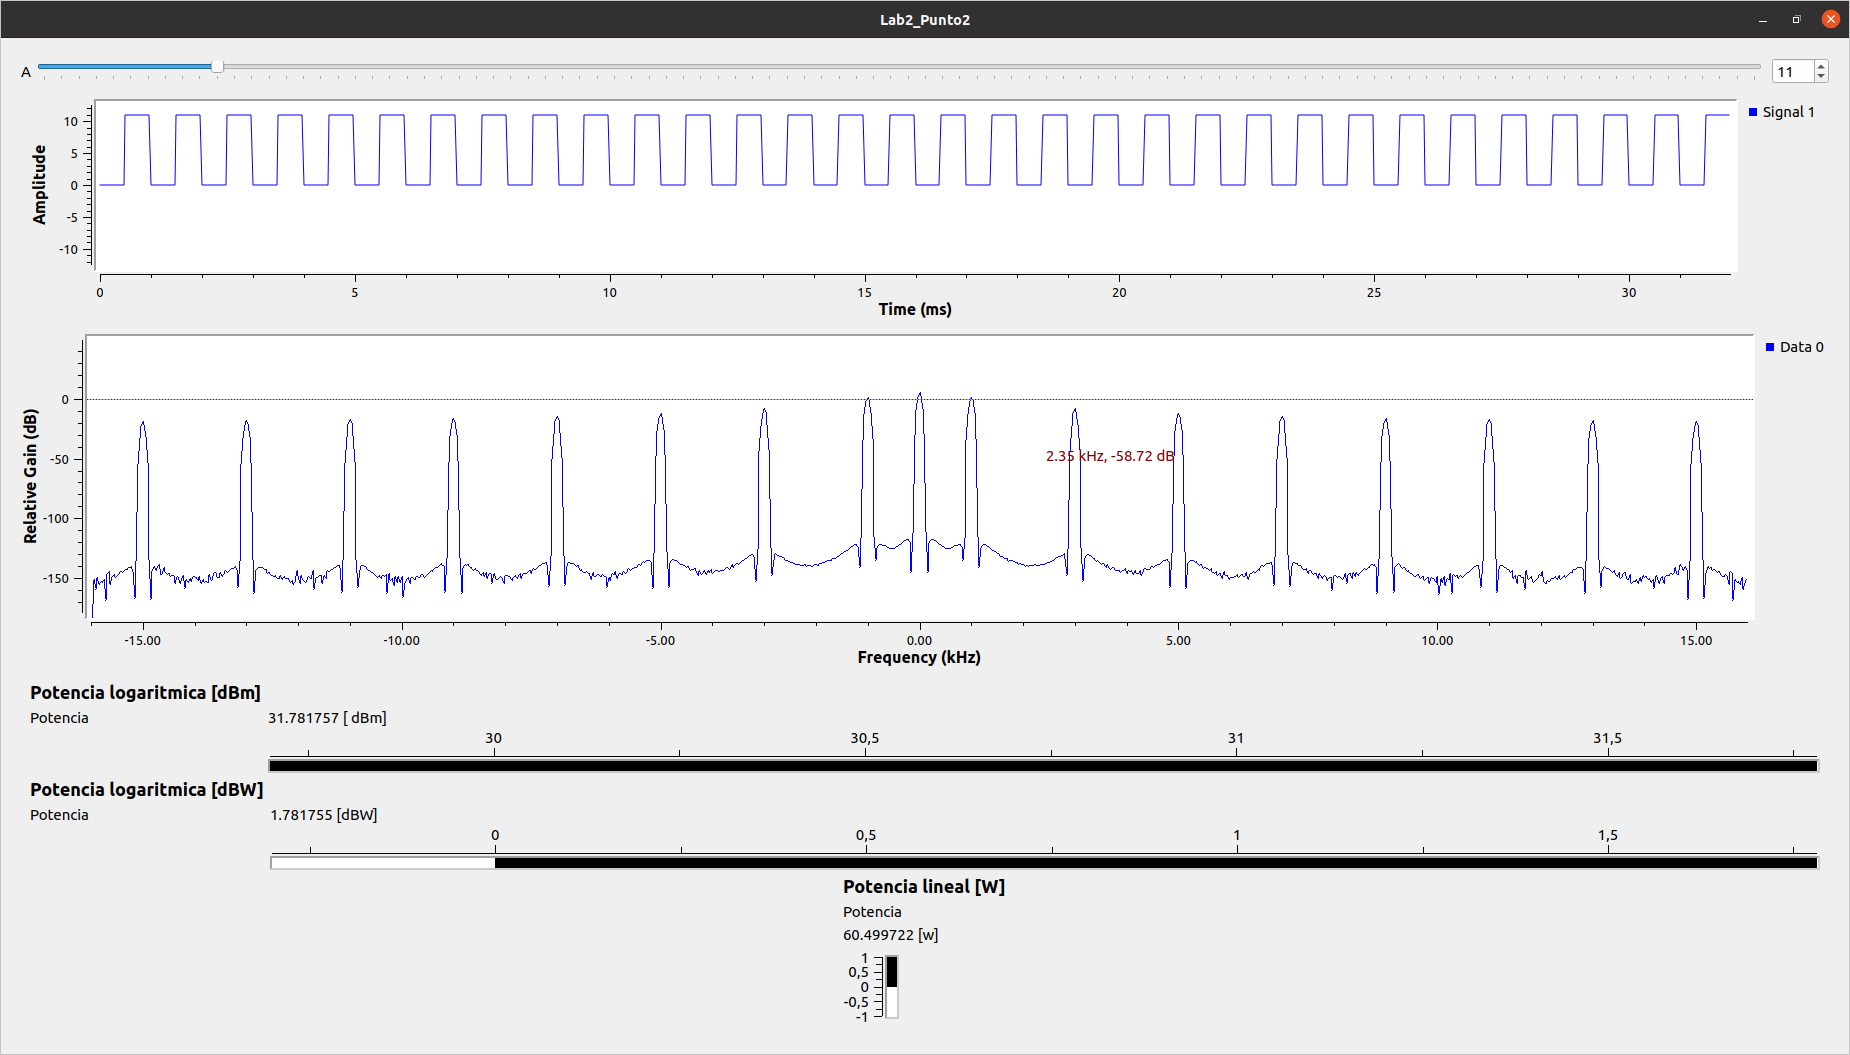 Lab2_Punto2
A
11
10
5
0
-5
-10
Amplitude
Signal 1
0 5 10 15 20 25 30
Time (ms)
0
-50
-100
-150
Relative Gain (dB)
Data 0
2.35 kHz, -58.72 dB
-15.00 -10.00 -5.00 0.00 5.00 10.00 15.00
Frequency (kHz)
Potencia logaritmica [dBm]
Potencia 31.781757 [ dBm]
30 30,5 31 31,5
Potencia logaritmica [dBW]
Potencia 1.781755 [dBW]
0 0,5 1 1,5
Potencia lineal [W]
Potencia
60.499722 [w]
1
0,5
0
-0,5
-1